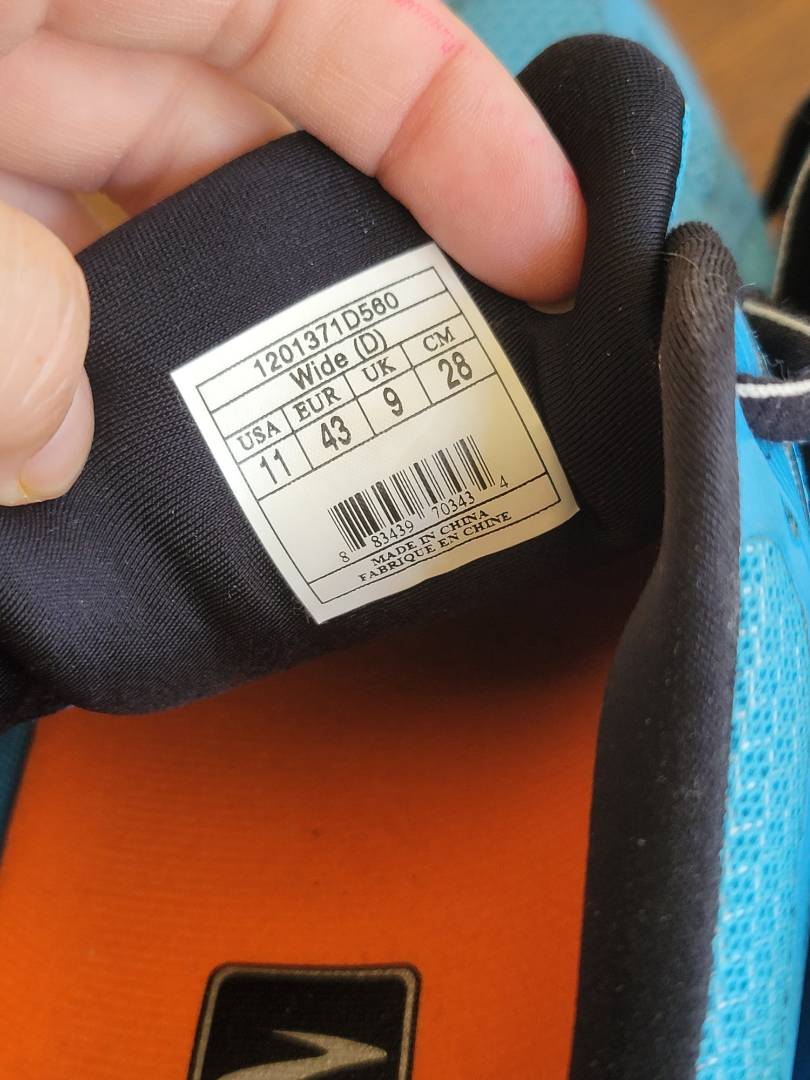 1201371D560
Wide (D)
USA EUR UK CM
11 43 9 28
8 83439 70343 4
MADE IN CHINA
FABRIQUE EN CHINE